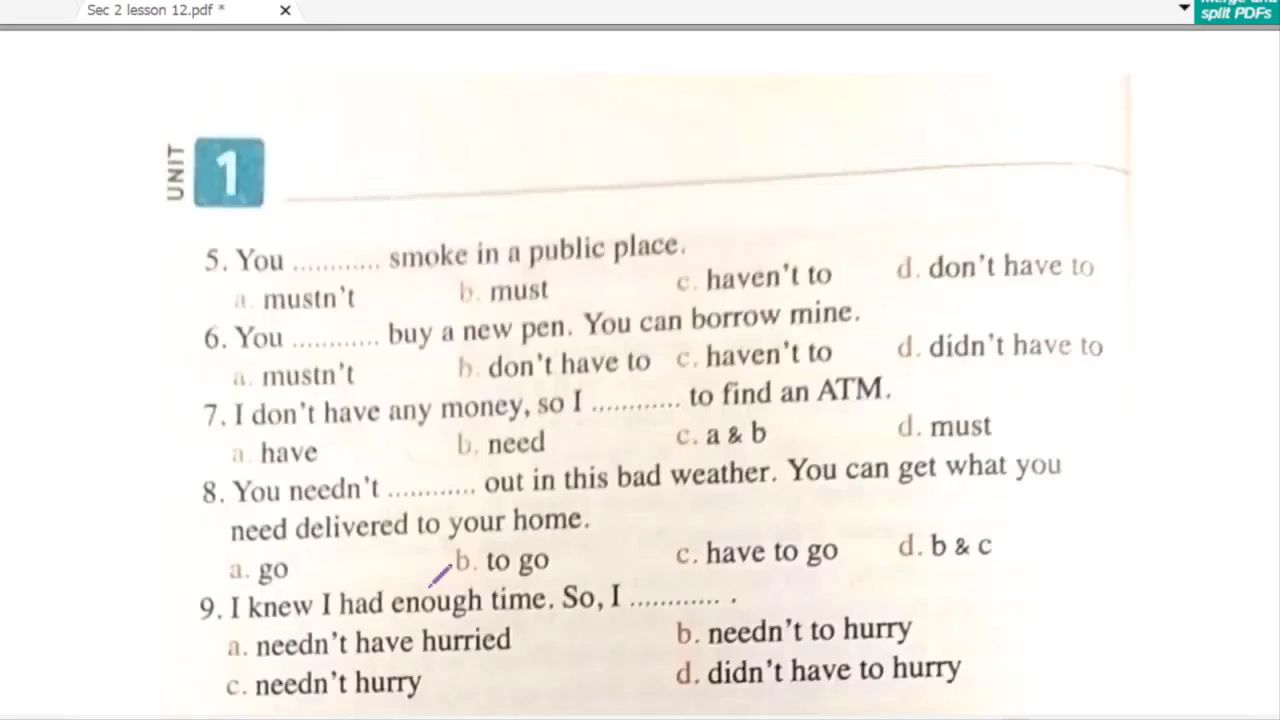 Sec 2 lesson 12.pdf * ×
split PDFs
UNIT 1
5. You ............ smoke in a public place.
a. mustn't b. must c. haven't to d. don't have to
6. You ............ buy a new pen. You can borrow mine.
a. mustn't b. don't have to c. haven't to d. didn't have to
7. I don't have any money, so I ............ to find an ATM.
a. have b. need c. a & b d. must
8. You needn't ............ out in this bad weather. You can get what you
need delivered to your home.
a. go b. to go c. have to go d. b & c
9. I knew I had enough time. So, I ............ .
a. needn't have hurried b. needn't to hurry
c. needn't hurry d. didn't have to hurry